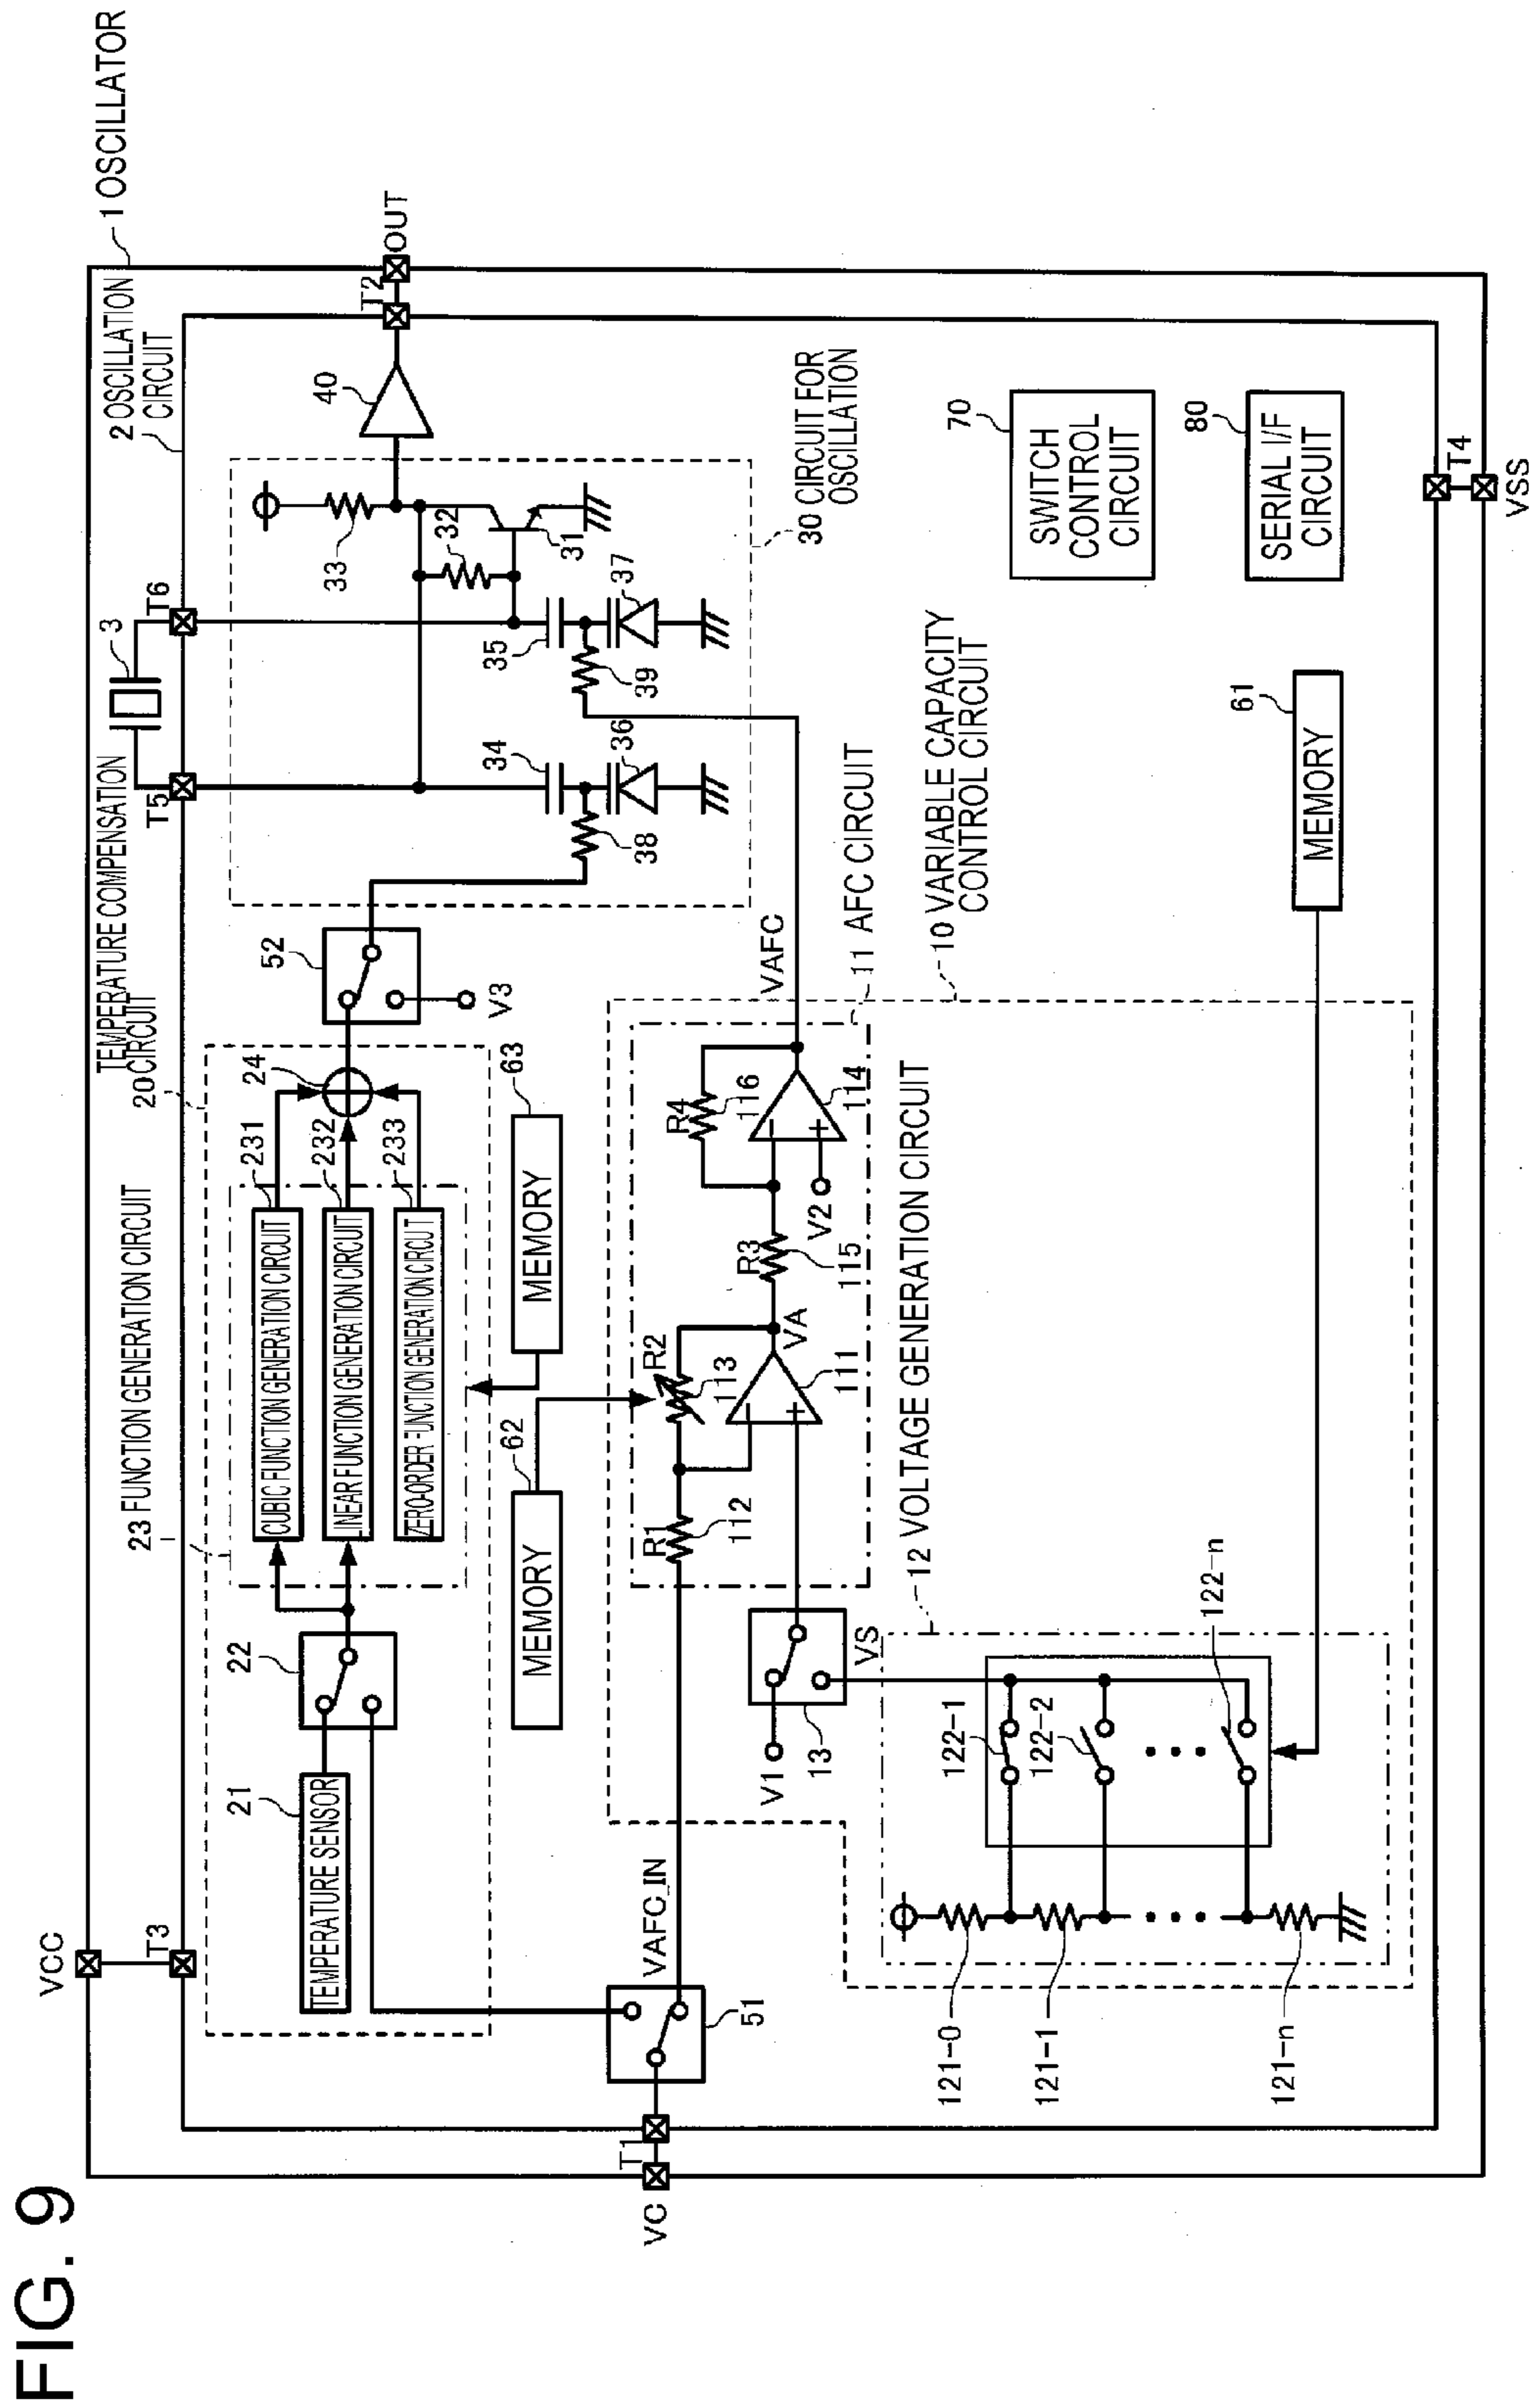 FIG. 9
1 OSCILLATOR
2 OSCILLATION
CIRCUIT
VCC
T3
TEMPERATURE COMPENSATION
20 CIRCUIT
T5
3
T6
23 FUNCTION GENERATION CIRCUIT
21
TEMPERATURE SENSOR
22
CUBIC FUNCTION GENERATION CIRCUIT
231
LINEAR FUNCTION GENERATION CIRCUIT
232
ZERO-ORDER FUNCTION GENERATION CIRCUT
233
24
52
V3
33
32
31
34
35
36
37
38
39
30 CIRCUIT FOR
OSCILLATION
40
T2
OUT
MEMORY
62
MEMORY
63
VC
T1
51
VAFC_IN
R1
112
R2
113
111
VA
R3
115
R4
116
114
V2
VAFC
11 AFC CIRCUIT
10 VARIABLE CAPACITY
CONTROL CIRCUIT
V1
13
VS
12 VOLTAGE GENERATION CIRCUIT
122-1
122-2
122-n
121-0
121-1
121-n
MEMORY
61
70
SWITCH
CONTROL
CIRCUIT
80
SERIAL I/F
CIRCUIT
T4
VSS